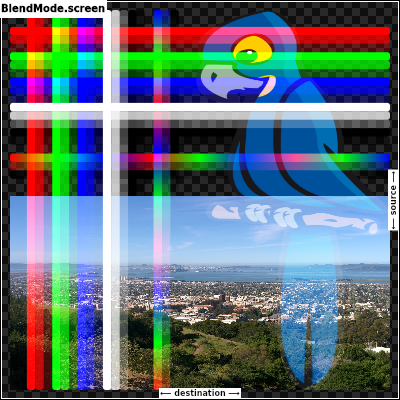 BlendMode.screen
⟵ source ⟶
⟵ destination ⟶